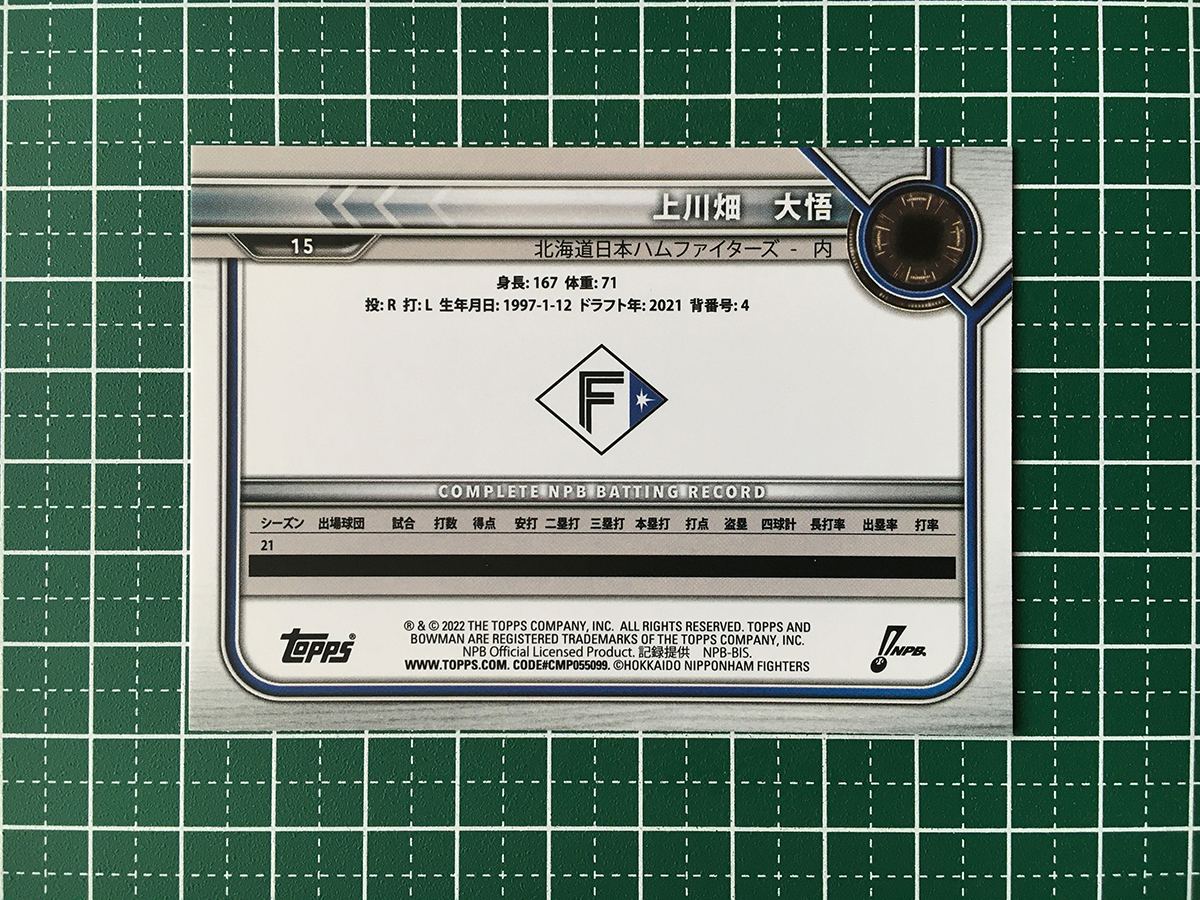 上川畑 大悟
15
北海道日本ハムファイターズ - 内
身長: 167 体重: 71
投: R 打: L 生年月日: 1997-1-12 ドラフト年: 2021 背番号: 4
F
COMPLETE NPB BATTING RECORD
シーズン 出場球団 試合 打数 得点 安打 二塁打 三塁打 本塁打 打点 盗塁 四球計 長打率 出塁率 打率
21
® & © 2022 THE TOPPS COMPANY, INC. ALL RIGHTS RESERVED. TOPPS AND
BOWMAN ARE REGISTERED TRADEMARKS OF THE TOPPS COMPANY, INC.
NPB Official Licensed Product. 記録提供 NPB-BIS.
WWW.TOPPS.COM. CODE#CMP055099. ©HOKKAIDO NIPPONHAM FIGHTERS
topps®
NPB.